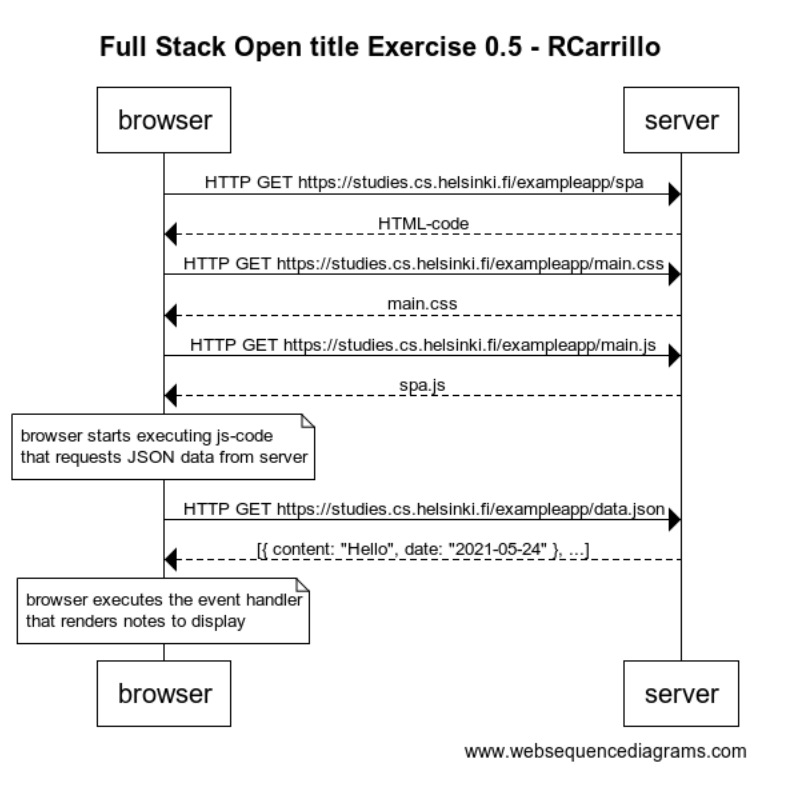 Full Stack Open title Exercise 0.5 - RCarrillo
browser
server
HTTP GET https://studies.cs.helsinki.fi/exampleapp/spa
HTML-code
HTTP GET https://studies.cs.helsinki.fi/exampleapp/main.css
main.css
HTTP GET https://studies.cs.helsinki.fi/exampleapp/main.js
spa.js
browser starts executing js-code
that requests JSON data from server
HTTP GET https://studies.cs.helsinki.fi/exampleapp/data.json
[{ content: "Hello", date: "2021-05-24" }, ...]
browser executes the event handler
that renders notes to display
browser
server
www.websequencediagrams.com